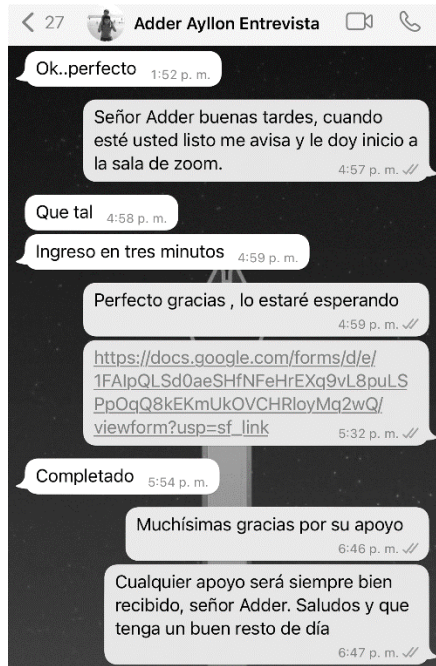 27 Adder Ayllon Entrevista
Ok..perfecto 1:52 p. m.
Señor Adder buenas tardes, cuando
esté usted listo me avisa y le doy inicio a
la sala de zoom.
4:57 p. m.
Que tal 4:58 p. m.
Ingreso en tres minutos 4:59 p. m.
Perfecto gracias , lo estaré esperando
4:59 p. m.
https://docs.google.com/forms/d/e/
1FAIpQLSd0aeSHfNFeHrEXq9vL8puLS
PpOqQ8kEKmUkOVCHRloyMq2wQ/
viewform?usp=sf_link
5:32 p. m.
Completado 5:54 p. m.
Muchísimas gracias por su apoyo
6:46 p. m.
Cualquier apoyo será siempre bien
recibido, señor Adder. Saludos y que
tenga un buen resto de día
6:47 p. m.